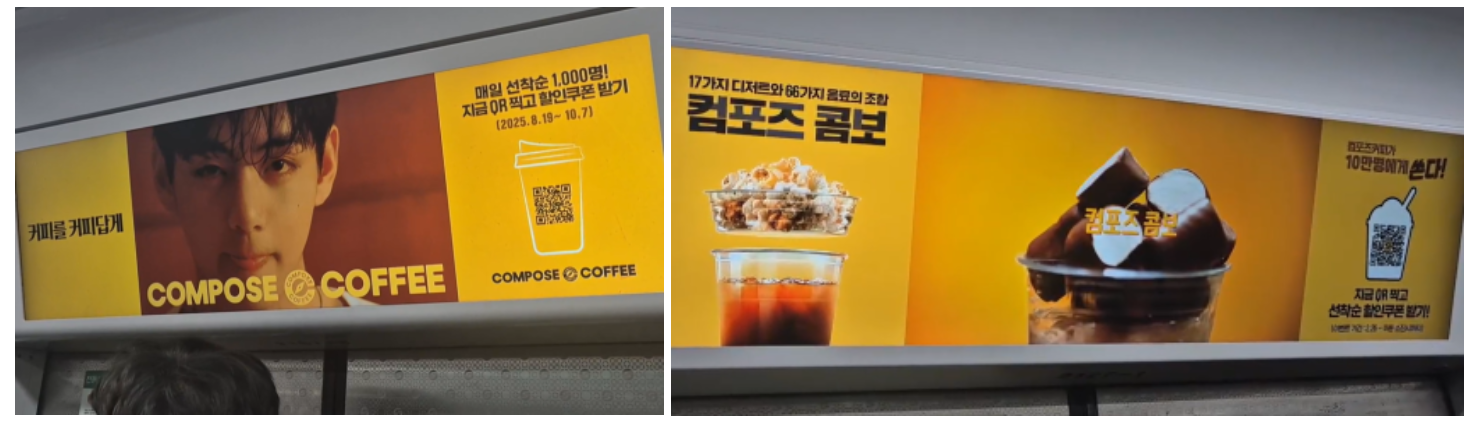 커피를 커피답게
COMPOSE COFFEE
매일 선착순 1,000명!
지금 QR 찍고 할인쿠폰 받기
(2025.8.19~10.7)
COMPOSE COFFEE
17가지 디저트와 66가지 음료의 조합
컴포즈 콤보
컴포즈 콤보
컴포즈커피가
10만명에게 쏜다!
지금 QR 찍고
선착순 할인쿠폰 받기!